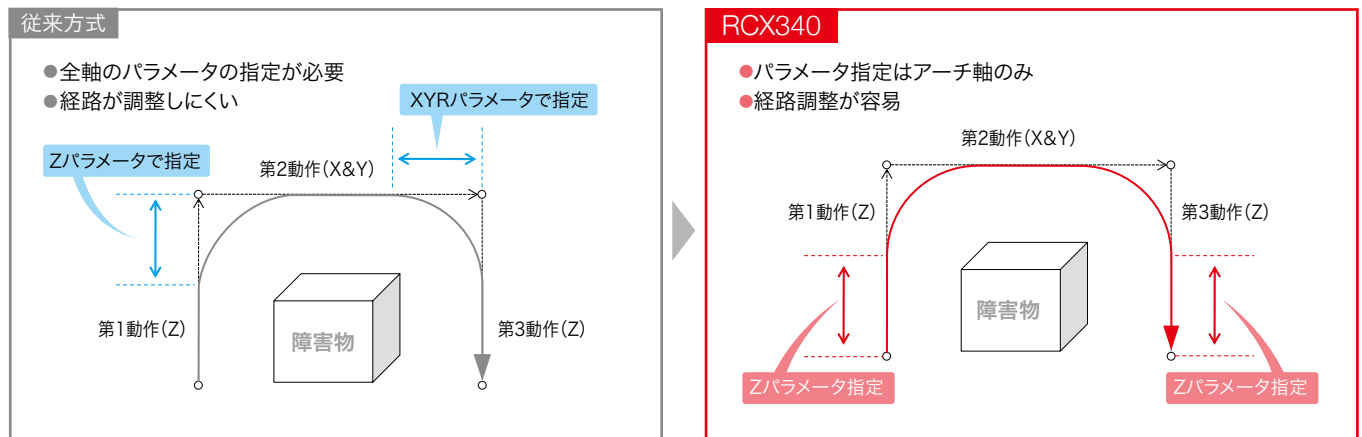 従来方式
●全軸のパラメータの指定が必要
●経路が調整しにくい
XYRパラメータで指定
Zパラメータで指定
第2動作(X&Y)
第1動作(Z)
障害物
第3動作(Z)
RCX340
●パラメータ指定はアーチ軸のみ
●経路調整が容易
第2動作(X&Y)
第1動作(Z)
第3動作(Z)
障害物
Zパラメータ指定
Zパラメータ指定